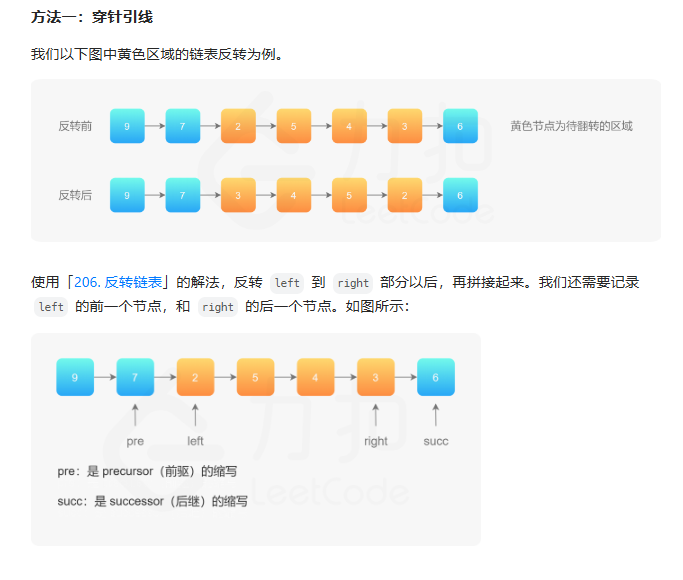 方法一：穿针引线
我们以下图中黄色区域的链表反转为例。
反转前 9 7 2 5 4 3 6 黄色节点为待翻转的区域
反转后 9 7 3 4 5 2 6
力扣
LeetCode
使用「206. 反转链表」的解法，反转 left 到 right 部分以后，再拼接起来。我们还需要记录
left 的前一个节点，和 right 的后一个节点。如图所示：
9 7 2 5 4 3 6
pre left right succ
pre：是 precursor（前驱）的缩写
succ：是 successor（后继）的缩写
力扣
LeetCode